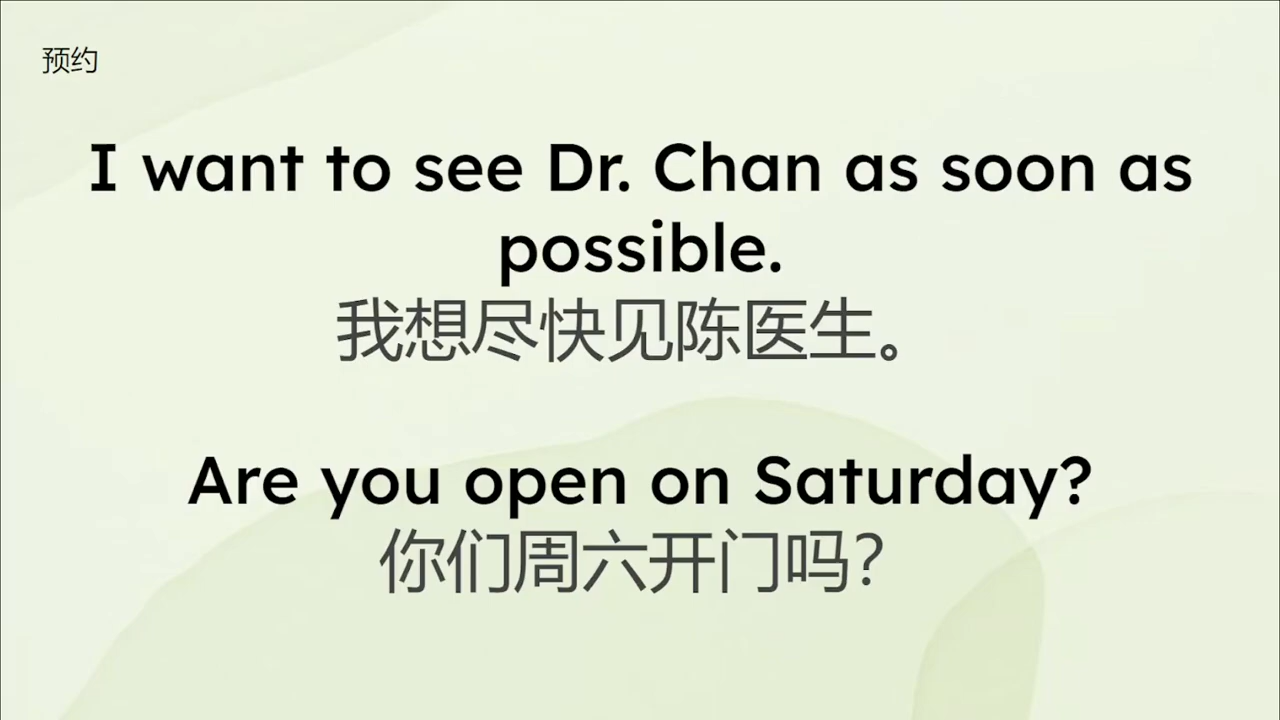 预约
I want to see Dr. Chan as soon as
possible.
我想尽快见陈医生。
Are you open on Saturday?
你们周六开门吗?